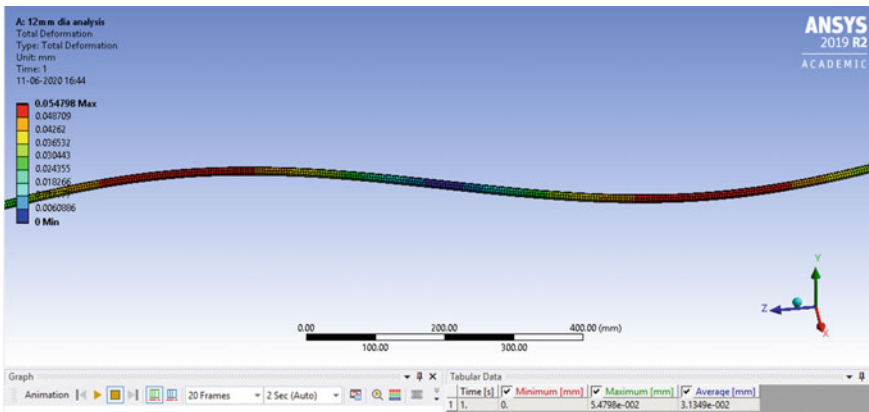 A: 12mm dia analysis
Total Deformation
Type: Total Deformation
Unit: mm
Time: 1
11-06-2020 16:44
0.054798 Max
0.048709
0.04262
0.036532
0.030443
0.024355
0.018266
0.0060886
0 Min
ANSYS
2019 R2
ACADEMIC
Y
Z
X
0.00 200.00 400.00 (mm)
100.00 300.00
Graph
Animation 20 Frames 2 Sec (Auto)
Tabular Data
Time [s] Minimum [mm] Maximum [mm] Average [mm]
1 1. 0. 5.4798e-002 3.1349e-002